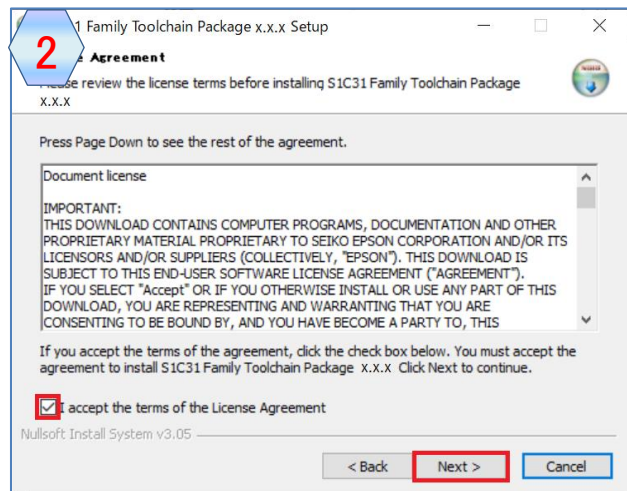 2
1 Family Toolchain Package x.x.x Setup
Agreement
review the license terms before installing S1C31 Family Toolchain Package
x.x.x
Press Page Down to see the rest of the agreement.
Document license
IMPORTANT:
THIS DOWNLOAD CONTAINS COMPUTER PROGRAMS, DOCUMENTATION AND OTHER
PROPRIETARY MATERIAL PROPRIETARY TO SEIKO EPSON CORPORATION AND/OR ITS
LICENSORS AND/OR SUPPLIERS (COLLECTIVELY, "EPSON"). THIS DOWNLOAD IS
SUBJECT TO THIS END-USER SOFTWARE LICENSE AGREEMENT ("AGREEMENT").
IF YOU SELECT "Accept" OR IF YOU OTHERWISE INSTALL OR USE ANY PART OF THIS
DOWNLOAD, YOU ARE REPRESENTING AND WARRANTING THAT YOU ARE
CONSENTING TO BE BOUND BY, AND YOU HAVE BECOME A PARTY TO, THIS
If you accept the terms of the agreement, click the check box below. You must accept the
agreement to install S1C31 Family Toolchain Package x.x.x Click Next to continue.
I accept the terms of the License Agreement
Nullsoft Install System v3.05
< Back Next > Cancel